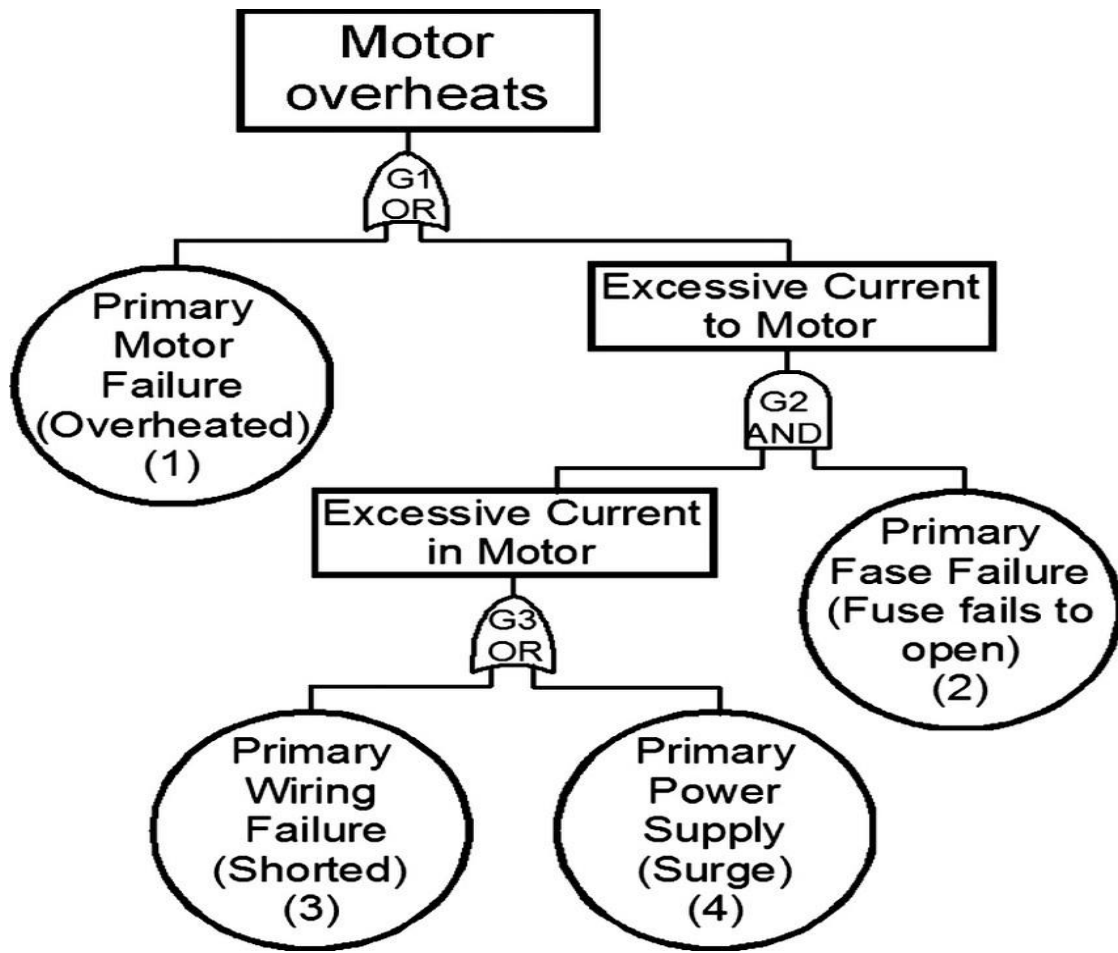 Motor
overheats
G1
OR
Primary
Motor
Failure
(Overheated)
(1)
Excessive Current
to Motor
G2
AND
Excessive Current
in Motor
Primary
Fase Failure
(Fuse fails to
open)
(2)
G3
OR
Primary
Wiring
Failure
(Shorted)
(3)
Primary
Power
Supply
(Surge)
(4)